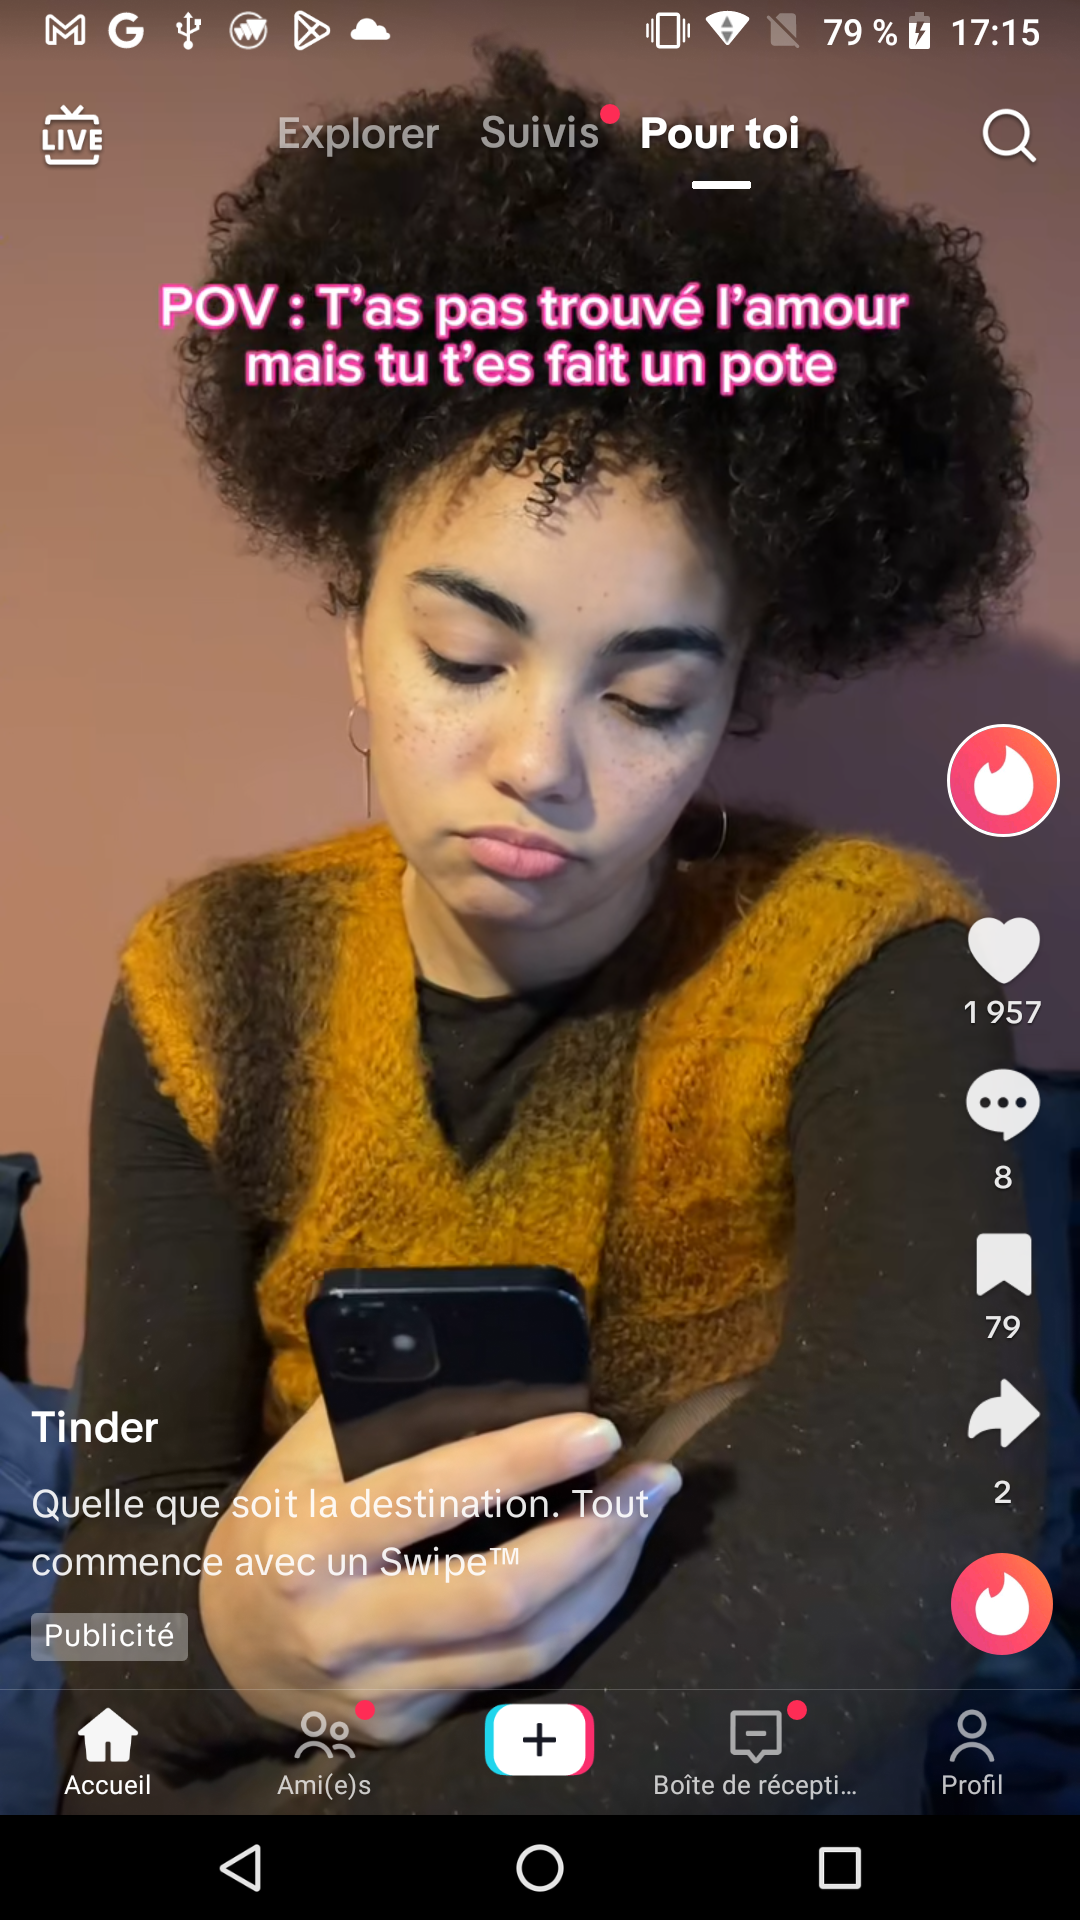 79 % 17:15
LIVE Explorer Suivis Pour toi
POV : T’as pas trouvé l’amour
mais tu t’es fait un pote
1 957
8
79
2
Tinder
Quelle que soit la destination. Tout
commence avec un Swipe™
Publicité
Accueil Ami(e)s Boîte de récepti... Profil